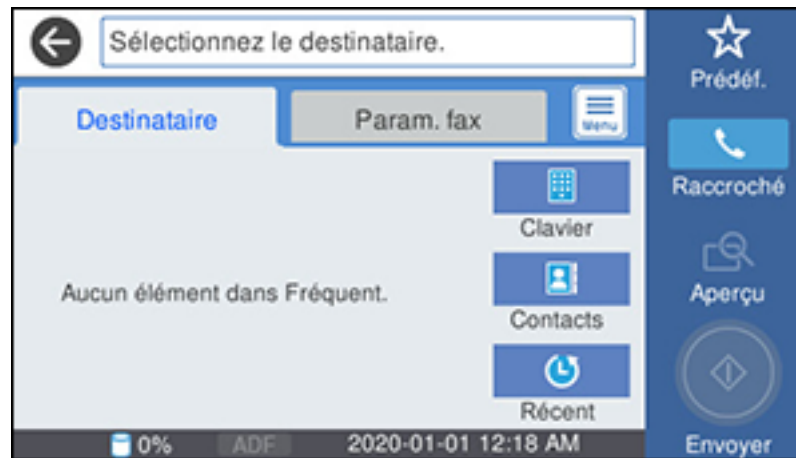 Sélectionnez le destinataire.
Prédéf.
Destinataire
Param. fax
Menu
Raccroché
Clavier
Aucun élément dans Fréquent.
Aperçu
Contacts
Récent
0%
ADF
2020-01-01 12:18 AM
Envoyer